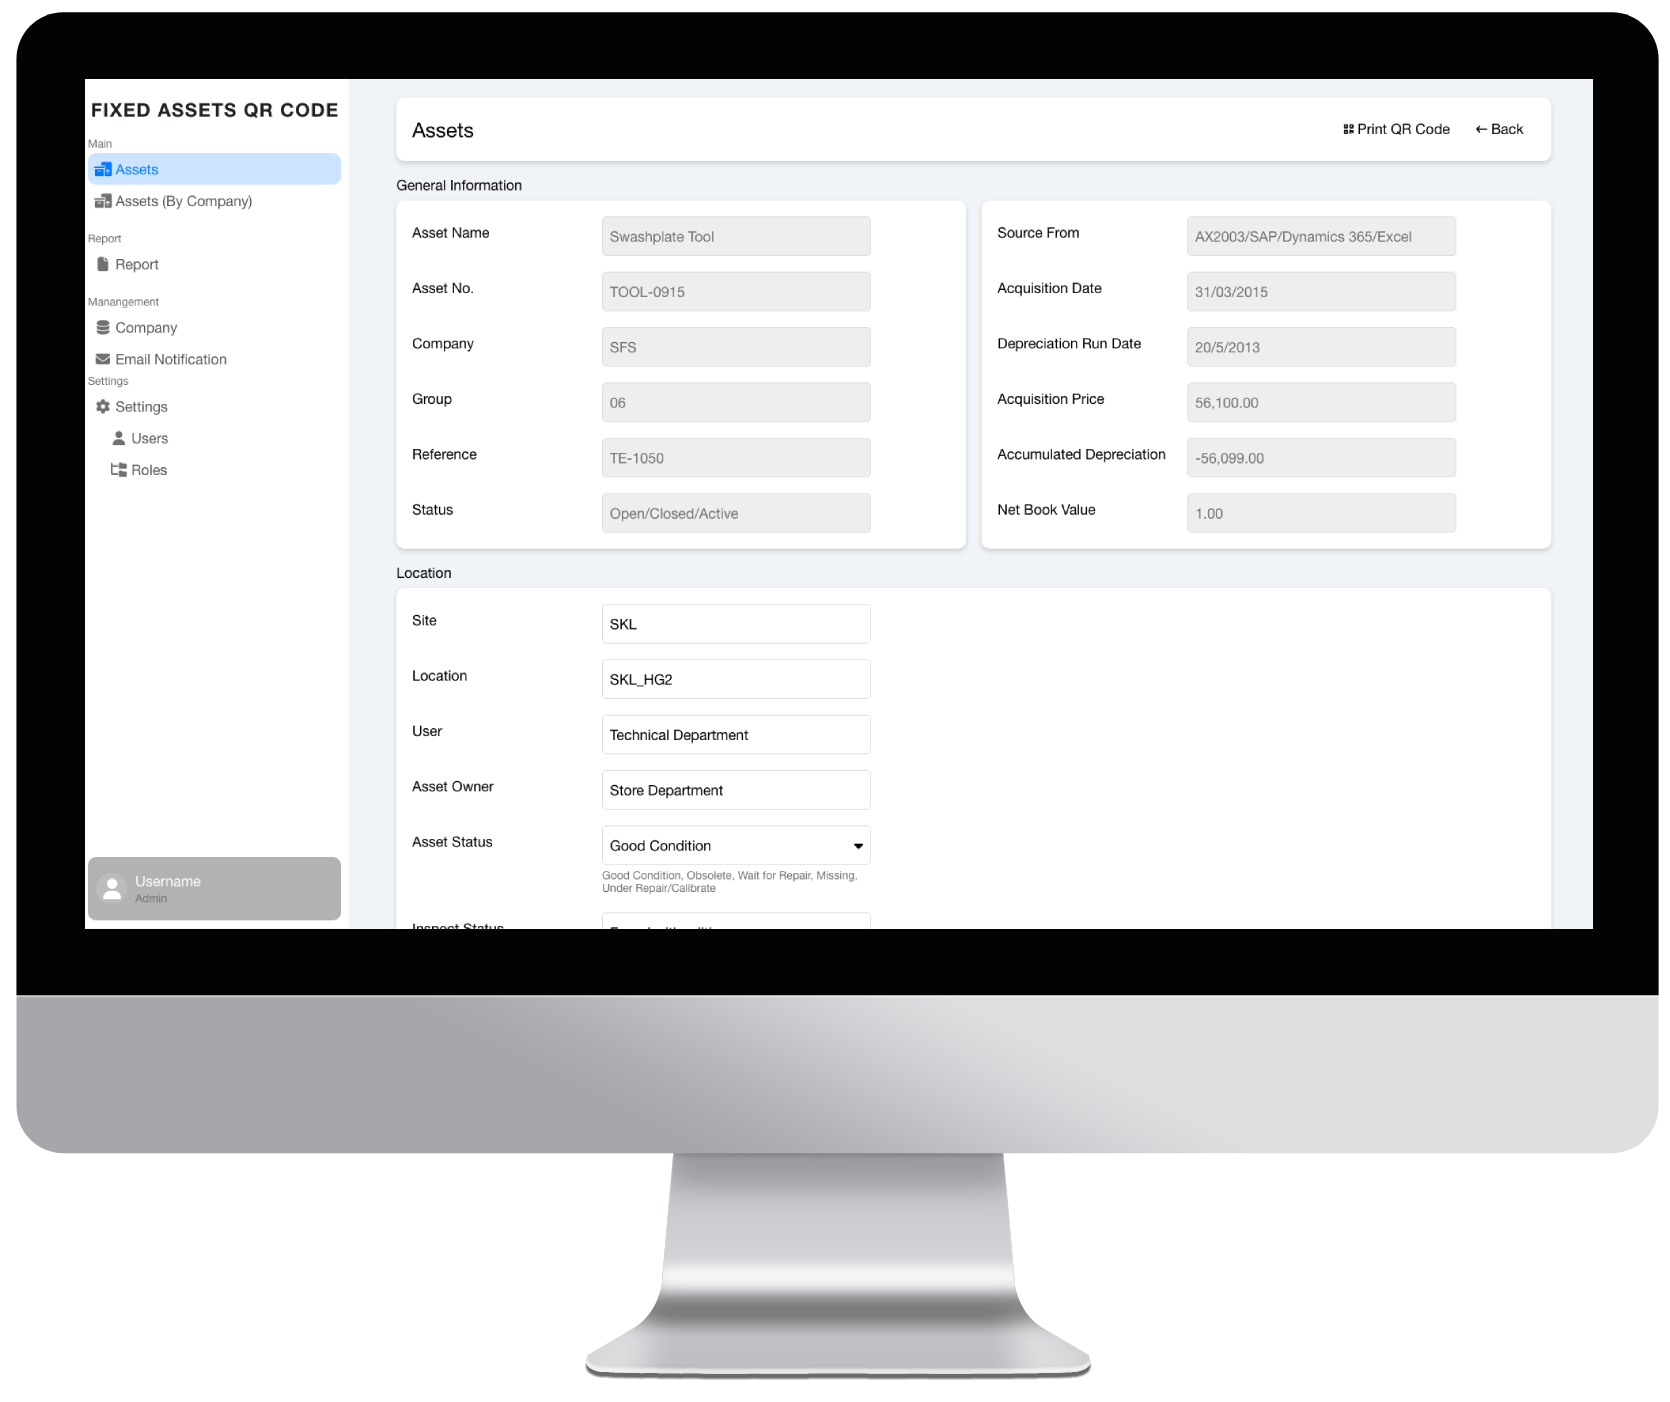 FIXED ASSETS QR CODE
Main
Assets
Assets (By Company)
Report
Report
Manangement
Company
Email Notification
Settings
Settings
Users
Roles
Username
Admin
Assets
Print QR Code
Back
General Information
Asset Name
Swashplate Tool
Asset No.
TOOL-0915
Company
SFS
Group
06
Reference
TE-1050
Status
Open/Closed/Active
Source From
AX2003/SAP/Dynamics 365/Excel
Acquisition Date
31/03/2015
Depreciation Run Date
20/5/2013
Acquisition Price
56,100.00
Accumulated Depreciation
-56,099.00
Net Book Value
1.00
Location
Site
SKL
Location
SKL_HG2
User
Technical Department
Asset Owner
Store Department
Asset Status
Good Condition
Good Condition, Obsolete, Wait for Repair, Missing,
Under Repair/Calibrate
Inspect Status